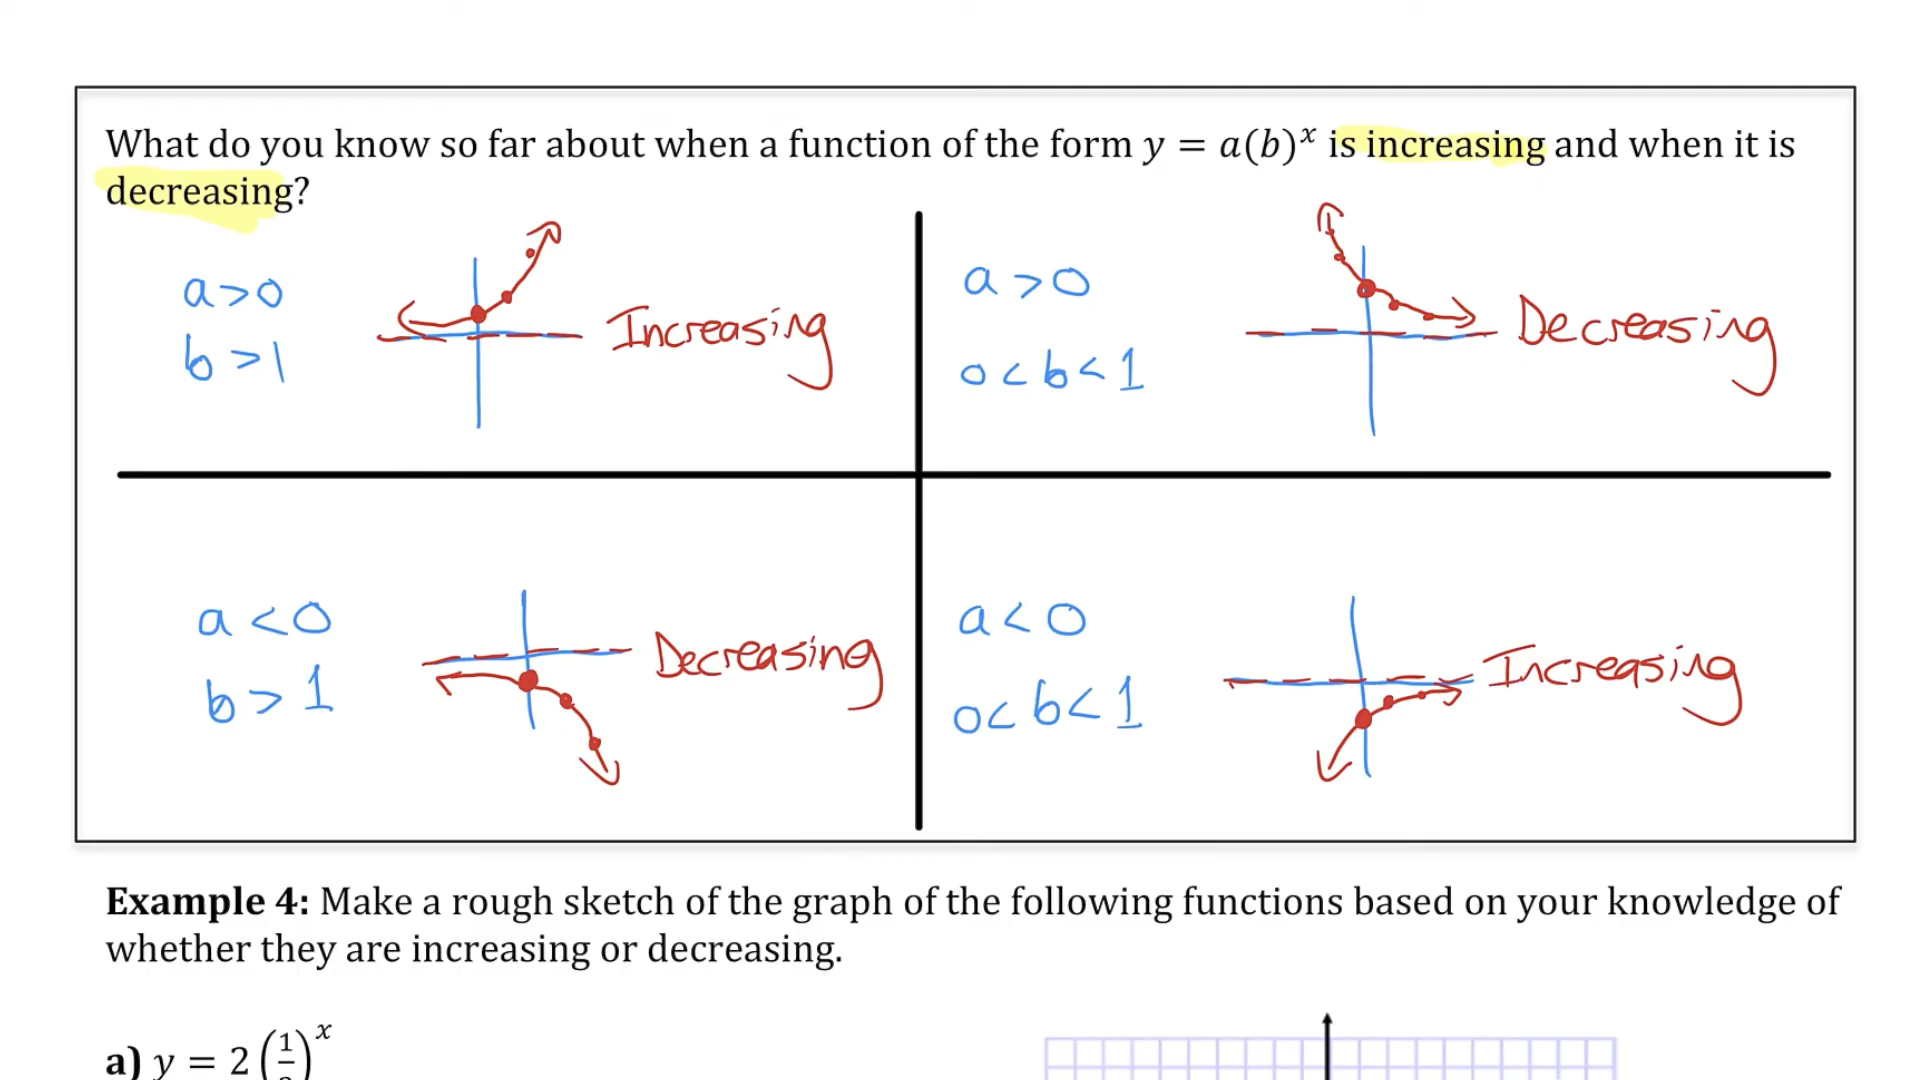 What do you know so far about when a function of the form y = a(b)^x is increasing and when it is
decreasing?
a>0
b>1
Increasing
a>0
0<b<1
Decreasing
a<0
b>1
Decreasing
a<0
0<b<1
Increasing
Example 4: Make a rough sketch of the graph of the following functions based on your knowledge of
whether they are increasing or decreasing.
a) y = 2(1/
)^x